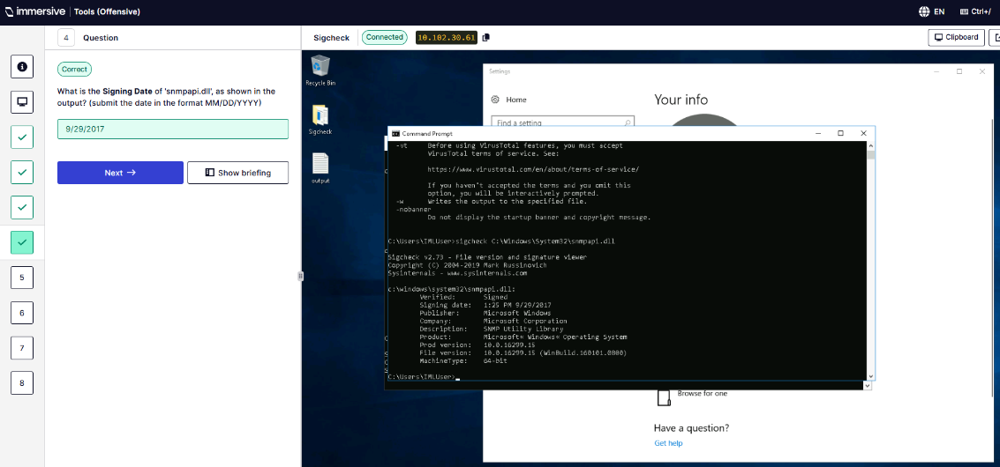 immersive | Tools (Offensive)
EN
Ctrl+/
4 Question
Correct
What is the Signing Date of 'snmpapi.dll', as shown in the
output? (submit the date in the format MM/DD/YYYY)
9/29/2017
Next →
Show briefing
5
6
7
8
Sigcheck
Connected
10.102.30.61
Clipboard
Recycle Bin
Sigcheck
output
Settings
Home
Find a setting
Your info
Command Prompt
-vt Before using VirusTotal features, you must accept
VirusTotal terms of service. See:
https://www.virustotal.com/en/about/terms-of-service/
If you haven't accepted the terms and you omit this
option, you will be interactively prompted.
-w Writes the output to the specified file.
-nobanner
Do not display the startup banner and copyright message.
C:\Users\IMLUser>sigcheck C:\Windows\System32\snmpapi.dll
Sigcheck v2.73 - File version and signature viewer
Copyright (C) 2004-2019 Mark Russinovich
Sysinternals - www.sysinternals.com
c:\windows\system32\snmpapi.dll:
Verified: Signed
Signing date: 1:25 PM 9/29/2017
Publisher: Microsoft Windows
Company: Microsoft Corporation
Description: SNMP Utility Library
Product: Microsoft« Windows« Operating System
Prod version: 10.0.16299.15
File version: 10.0.16299.15 (WinBuild.160101.0800)
MachineType: 64-bit
C:\Users\IMLUser>
Browse for one
Have a question?
Get help